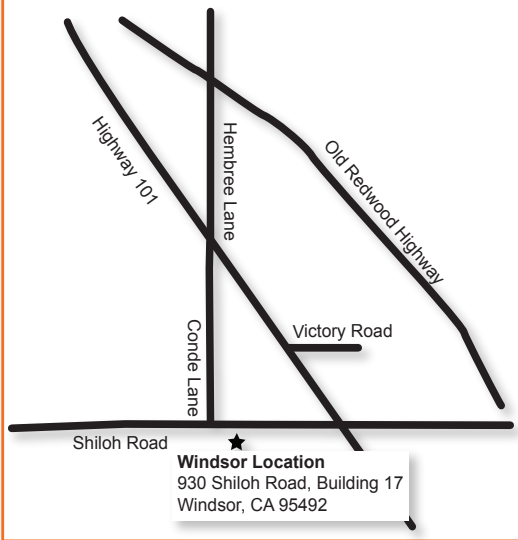 Highway 101
Hembree Lane
Old Redwood Highway
Conde Lane
Victory Road
Shiloh Road
Windsor Location
930 Shiloh Road, Building 17
Windsor, CA 95492